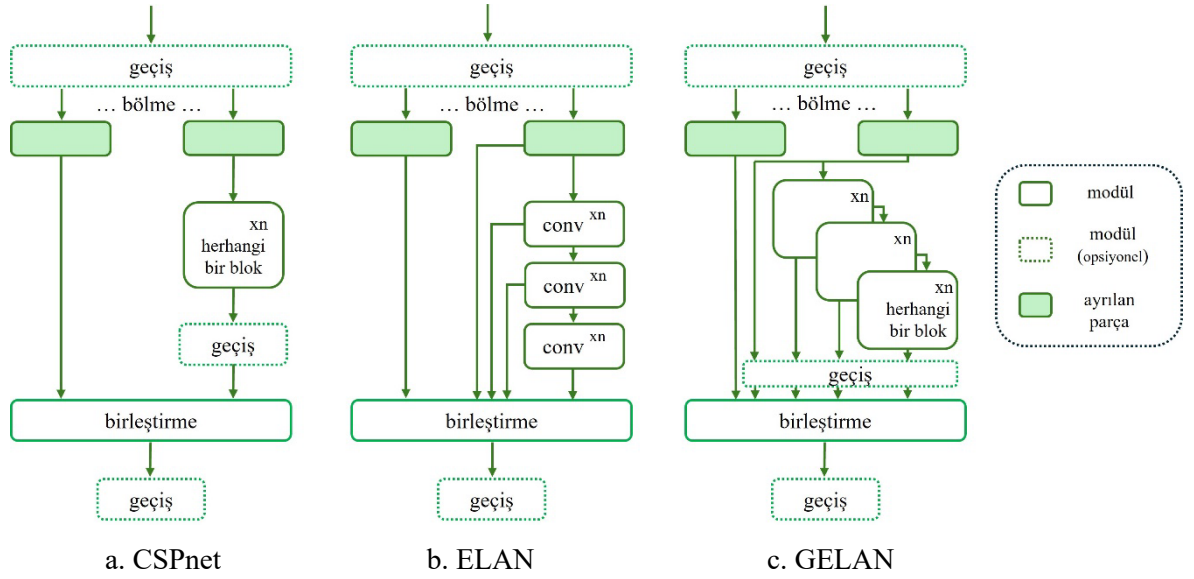 geçiş
… bölme …
xn
herhangi
bir blok
geçiş
birleştirme
geçiş
a. CSPnet
geçiş
… bölme …
conv xn
conv xn
conv xn
birleştirme
geçiş
b. ELAN
geçiş
… bölme …
xn
xn
xn
herhangi
bir blok
geçiş
birleştirme
geçiş
c. GELAN
modül
modül
(opsiyonel)
ayrılan
parça